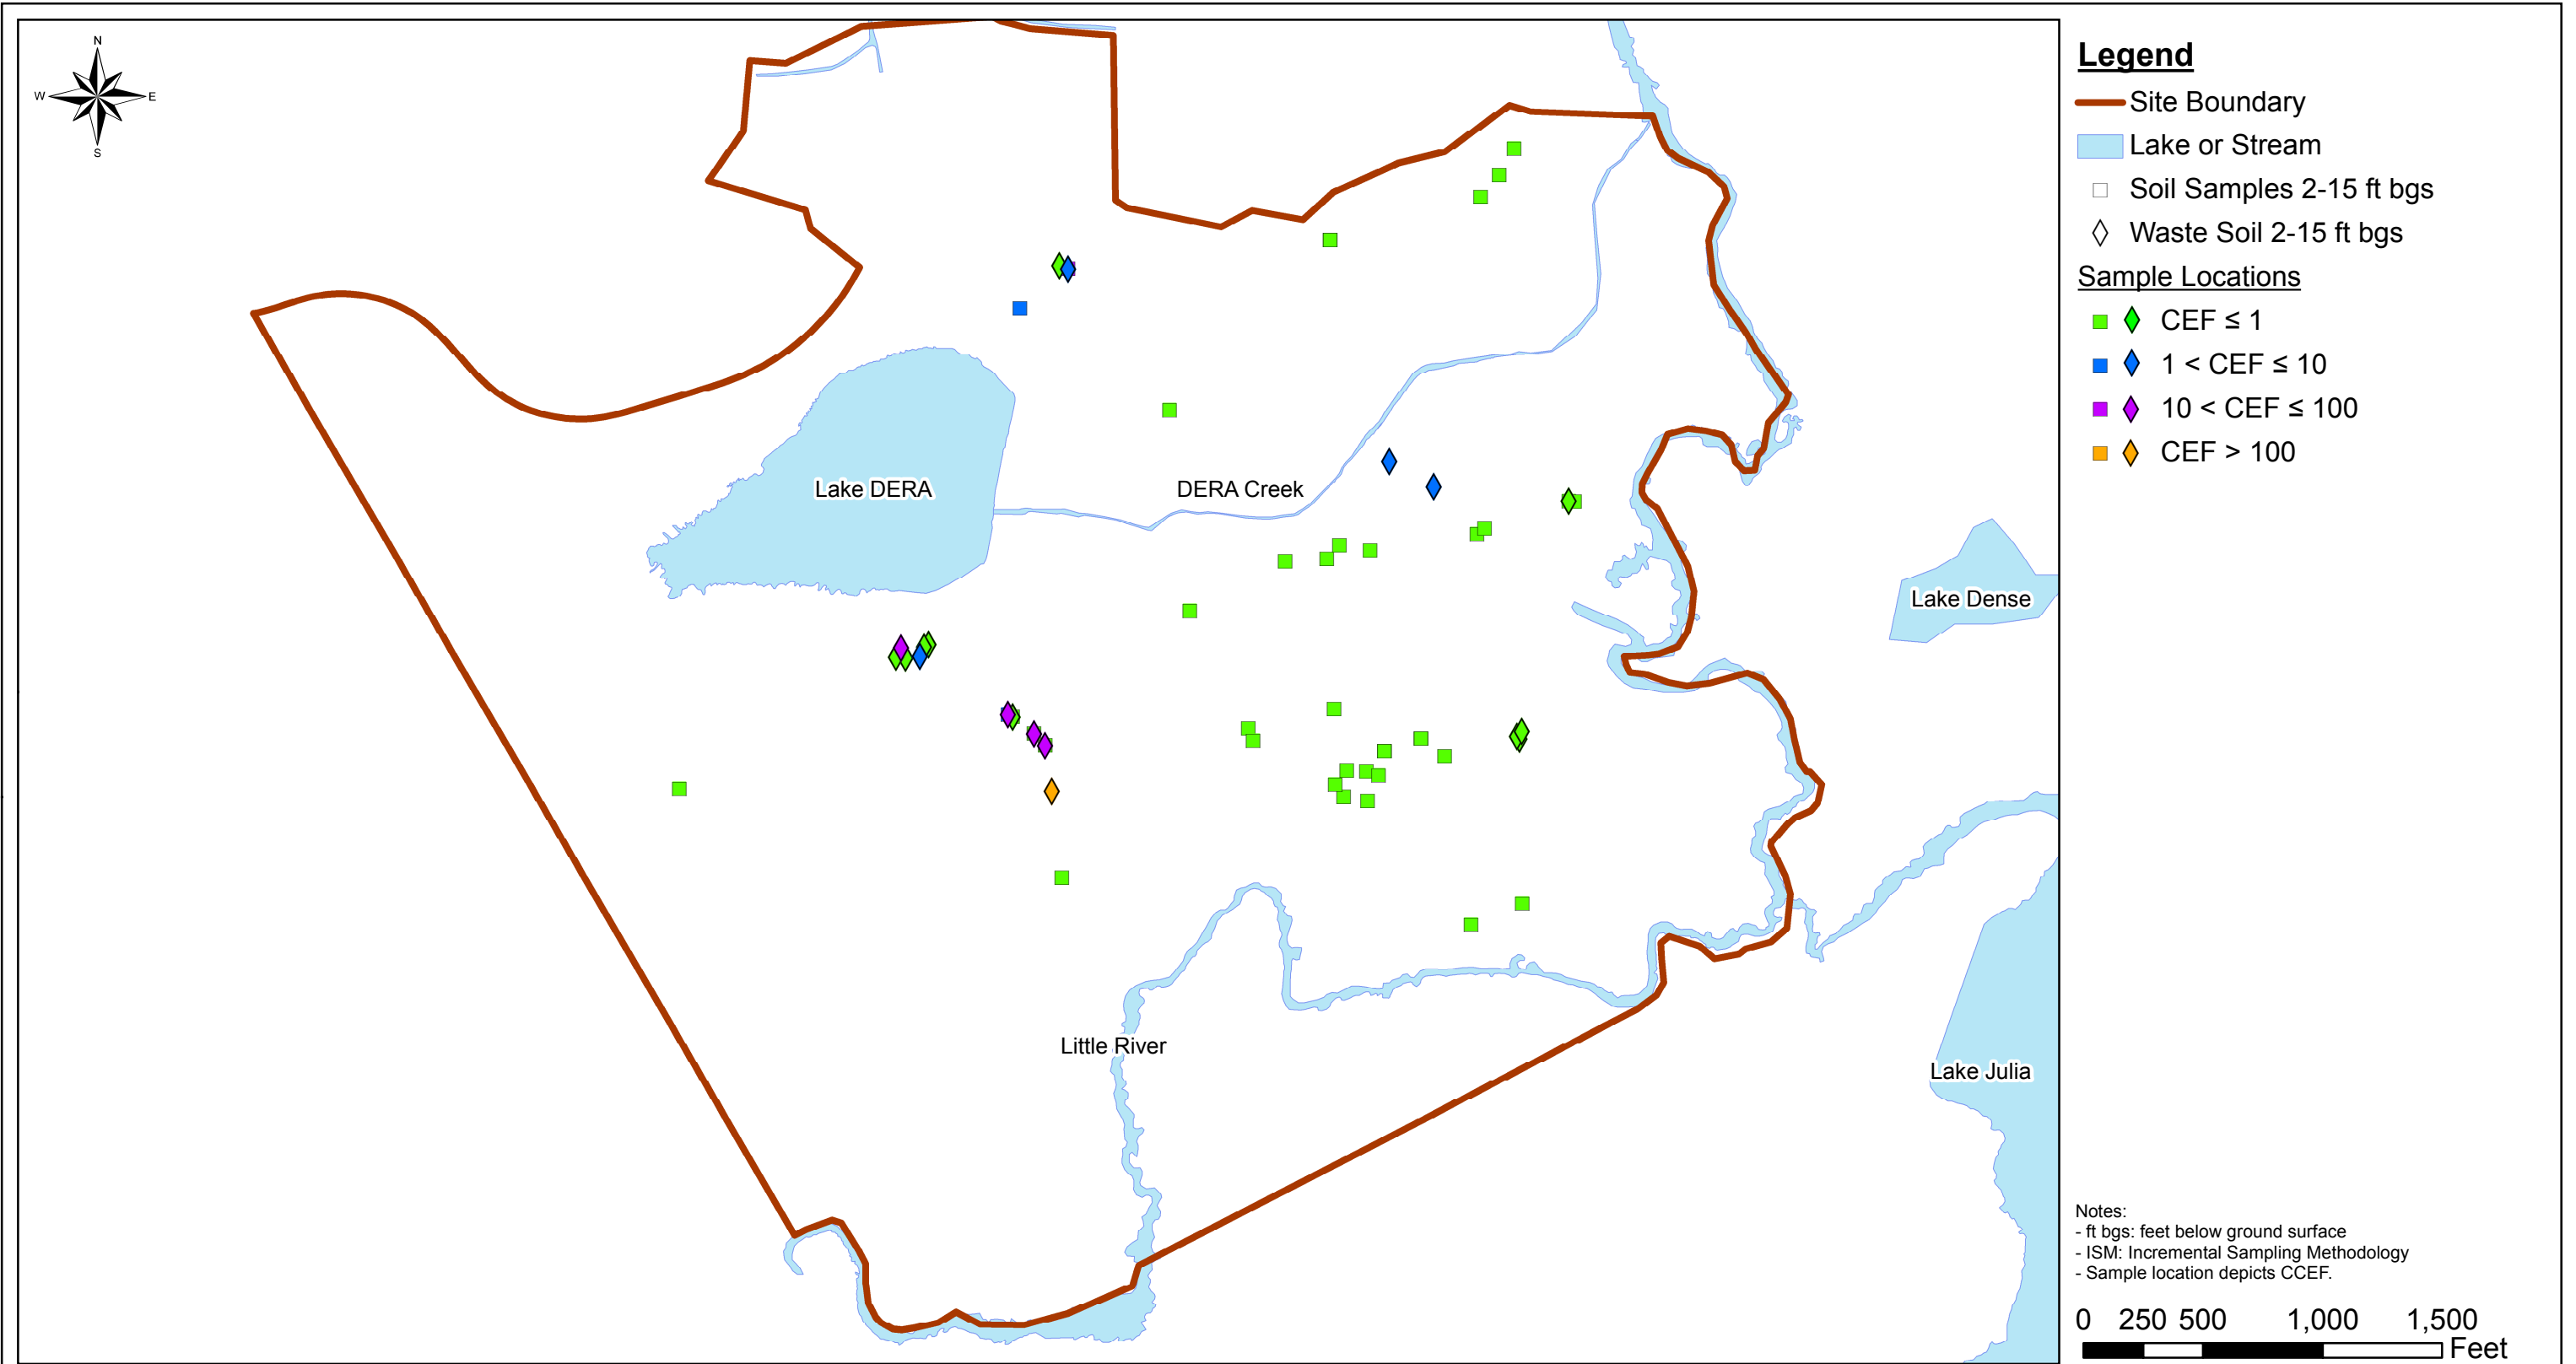 N
W E
S
Lake DERA
DERA Creek
Lake Dense
Little River
Lake Julia
Legend
Site Boundary
Lake or Stream
Soil Samples 2-15 ft bgs
Waste Soil 2-15 ft bgs
Sample Locations
CEF ≤ 1
1 < CEF ≤ 10
10 < CEF ≤ 100
CEF > 100
Notes:
- ft bgs: feet below ground surface
- ISM: Incremental Sampling Methodology
- Sample location depicts CCEF.
0 250 500 1,000 1,500
Feet